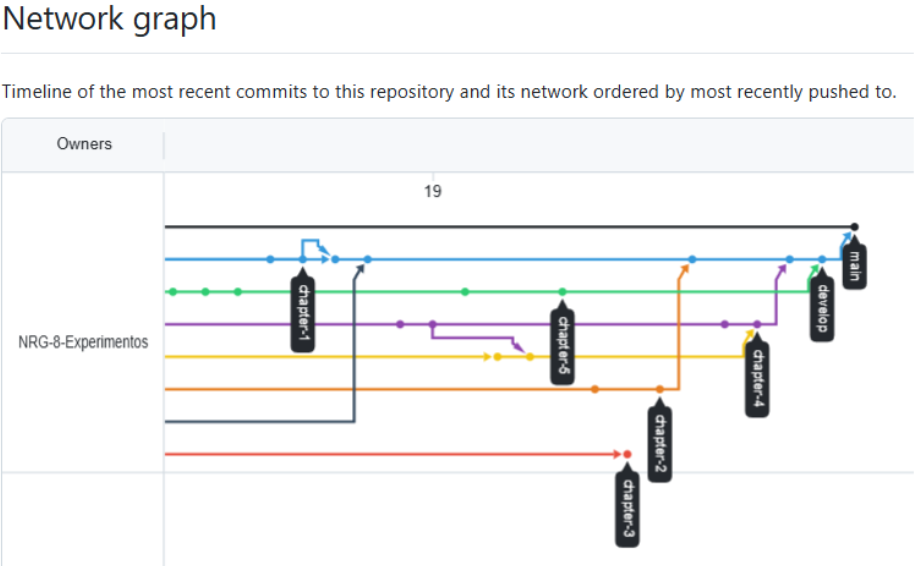 Network graph
Timeline of the most recent commits to this repository and its network ordered by most recently pushed to.
Owners
19
NRG-8-Experimentos
main
chapter-1
develop
chapter-5
chapter-4
chapter-2
chapter-3